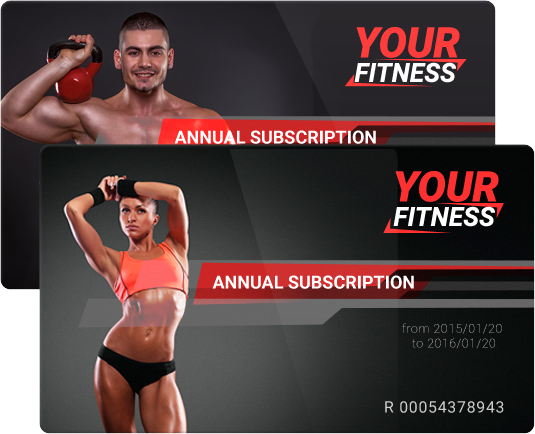 YOUR
FITNESS
ANNUAL SUBSCRIPTION
YOUR
FITNESS
ANNUAL SUBSCRIPTION
from 2015/01/20
to 2016/01/20
R 00054378943